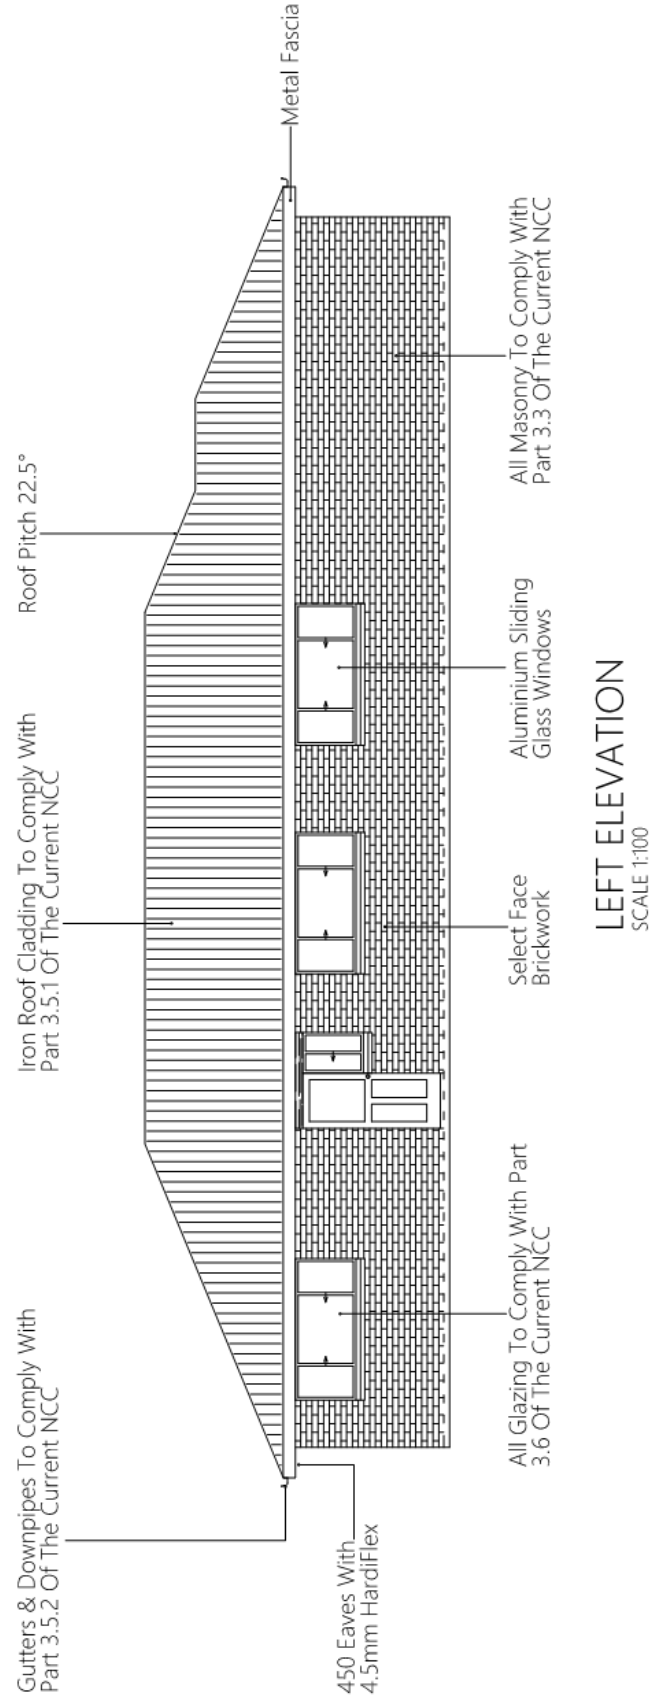 Gutters & Downpipes To Comply With
Part 3.5.2 Of The Current NCC
Iron Roof Cladding To Comply With
Part 3.5.1 Of The Current NCC
Roof Pitch 22.5°
Metal Fascia
450 Eaves With
4.5mm HardiFlex
All Glazing To Comply With Part
3.6 Of The Current NCC
Select Face
Brickwork
Aluminium Sliding
Glass Windows
All Masonry To Comply With
Part 3.3 Of The Current NCC
LEFT ELEVATION
SCALE 1:100